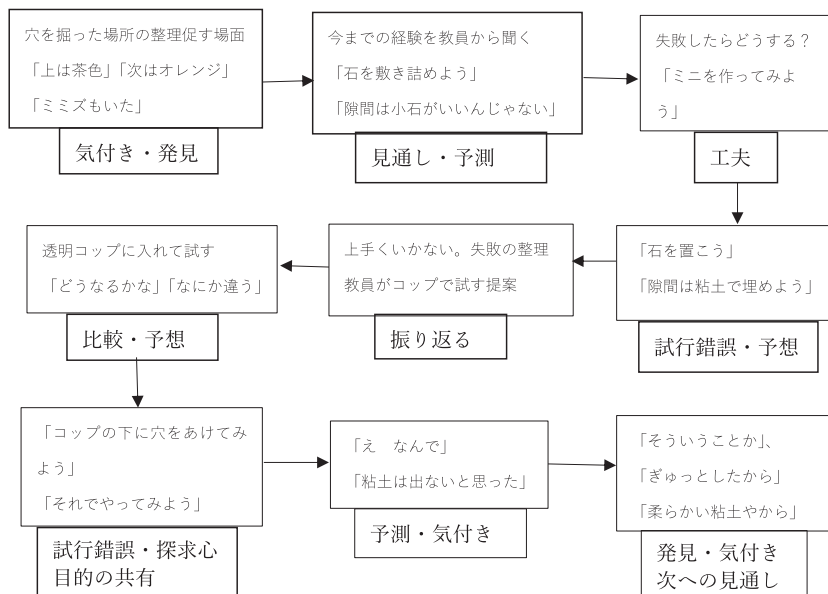 穴を掘った場所の整理促す場面
「上は茶色」「次はオレンジ」
「ミミズもいた」
気付き・発見
今までの経験を教員から聞く
「石を敷き詰めよう」
「隙間は小石がいいんじゃない」
見通し・予測
失敗したらどうする？
「ミニを作ってみよ
う」
工夫
「石を置こう」
「隙間は粘土で埋めよう」
試行錯誤・予想
上手くいかない。失敗の整理
教員がコップで試す提案
振り返る
透明コップに入れて試す
「どうなるかな」「なにか違う」
比較・予想
「コップの下に穴をあけてみ
よう」
「それでやってみよう」
試行錯誤・探求心
目的の共有
「え　なんで」
「粘土は出ないと思った」
予測・気付き
「そういうことか」、
「ぎゅっとしたから」
「柔らかい粘土やから」
発見・気付き
次への見通し